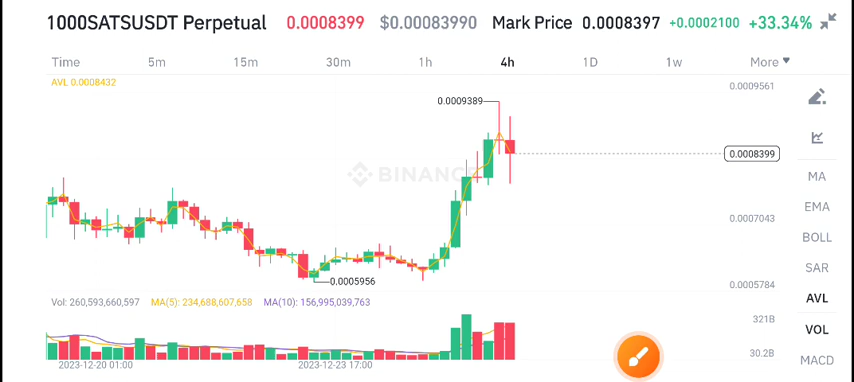 1000SATSUSDT Perpetual 0.0008399 $0.00083990 Mark Price 0.0008397 +0.0002100 +33.34%
Time 5m 15m 30m 1h 4h 1D 1w More
AVL 0.0008432
0.0009561
0.0009389
BINANCE
0.0008399
MA
EMA
0.0007043
BOLL
SAR
0.0005956
0.0005784
AVL
Vol: 260,593,660,597 MA(5): 234,688,607,658 MA(10): 156,995,039,763
321B
VOL
30.2B
MACD
2023-12-20 01:00 2023-12-23 17:00